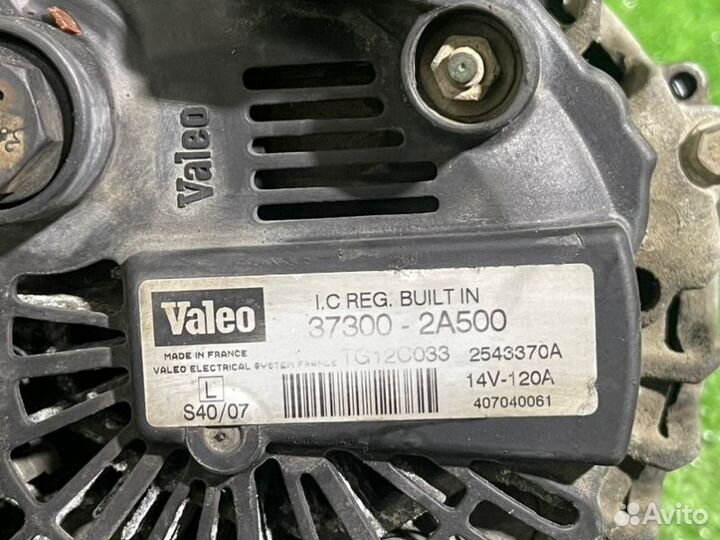 Valeo
Valeo
I.C REG. BUILT IN
37300 - 2A500
MADE IN FRANCE
VALEO ELECTRICAL SYSTEM FRANCE
TG12C033 2543370A
L
14V-120A
S40/07
407040061
Avito